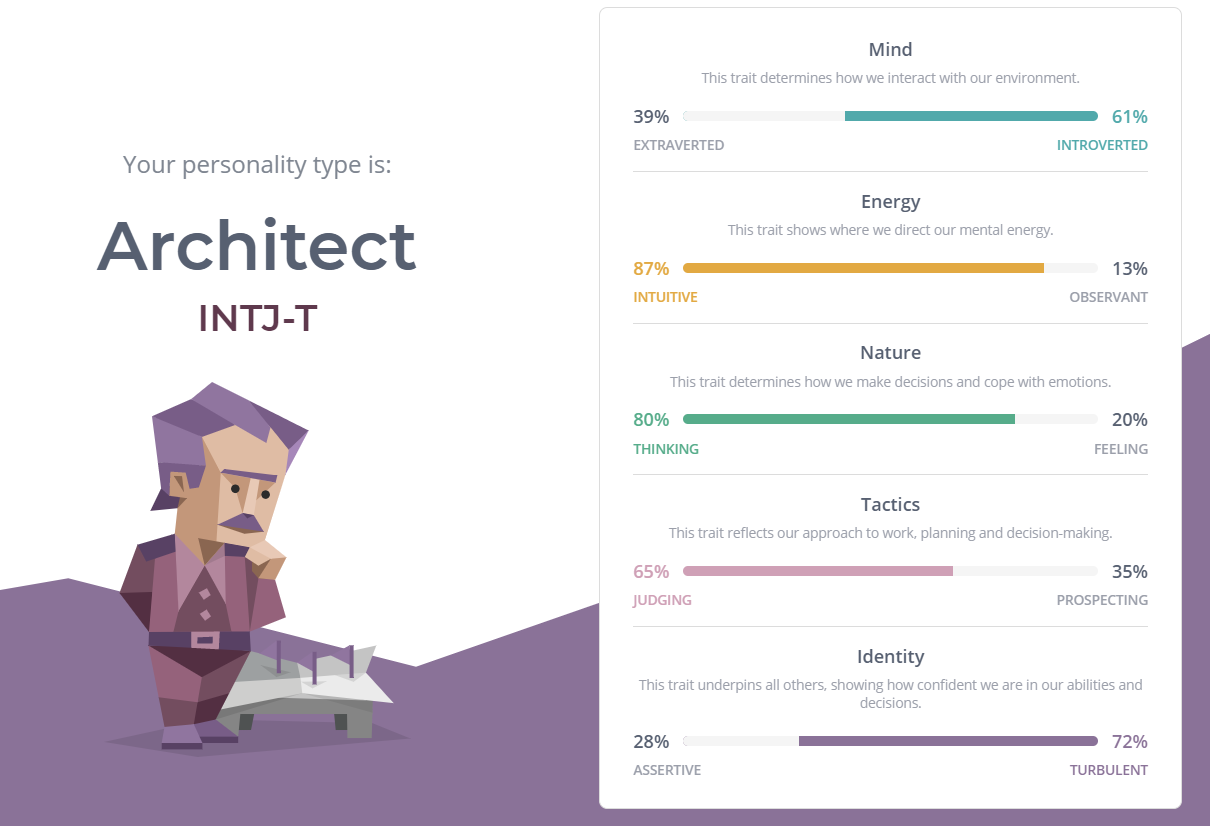 Your personality type is:
Architect
INTJ-T
Mind
This trait determines how we interact with our environment.
39% 61%
EXTRAVERTED INTROVERTED
Energy
This trait shows where we direct our mental energy.
87% 13%
INTUITIVE OBSERVANT
Nature
This trait determines how we make decisions and cope with emotions.
80% 20%
THINKING FEELING
Tactics
This trait reflects our approach to work, planning and decision-making.
65% 35%
JUDGING PROSPECTING
Identity
This trait underpins all others, showing how confident we are in our abilities and
decisions.
28% 72%
ASSERTIVE TURBULENT